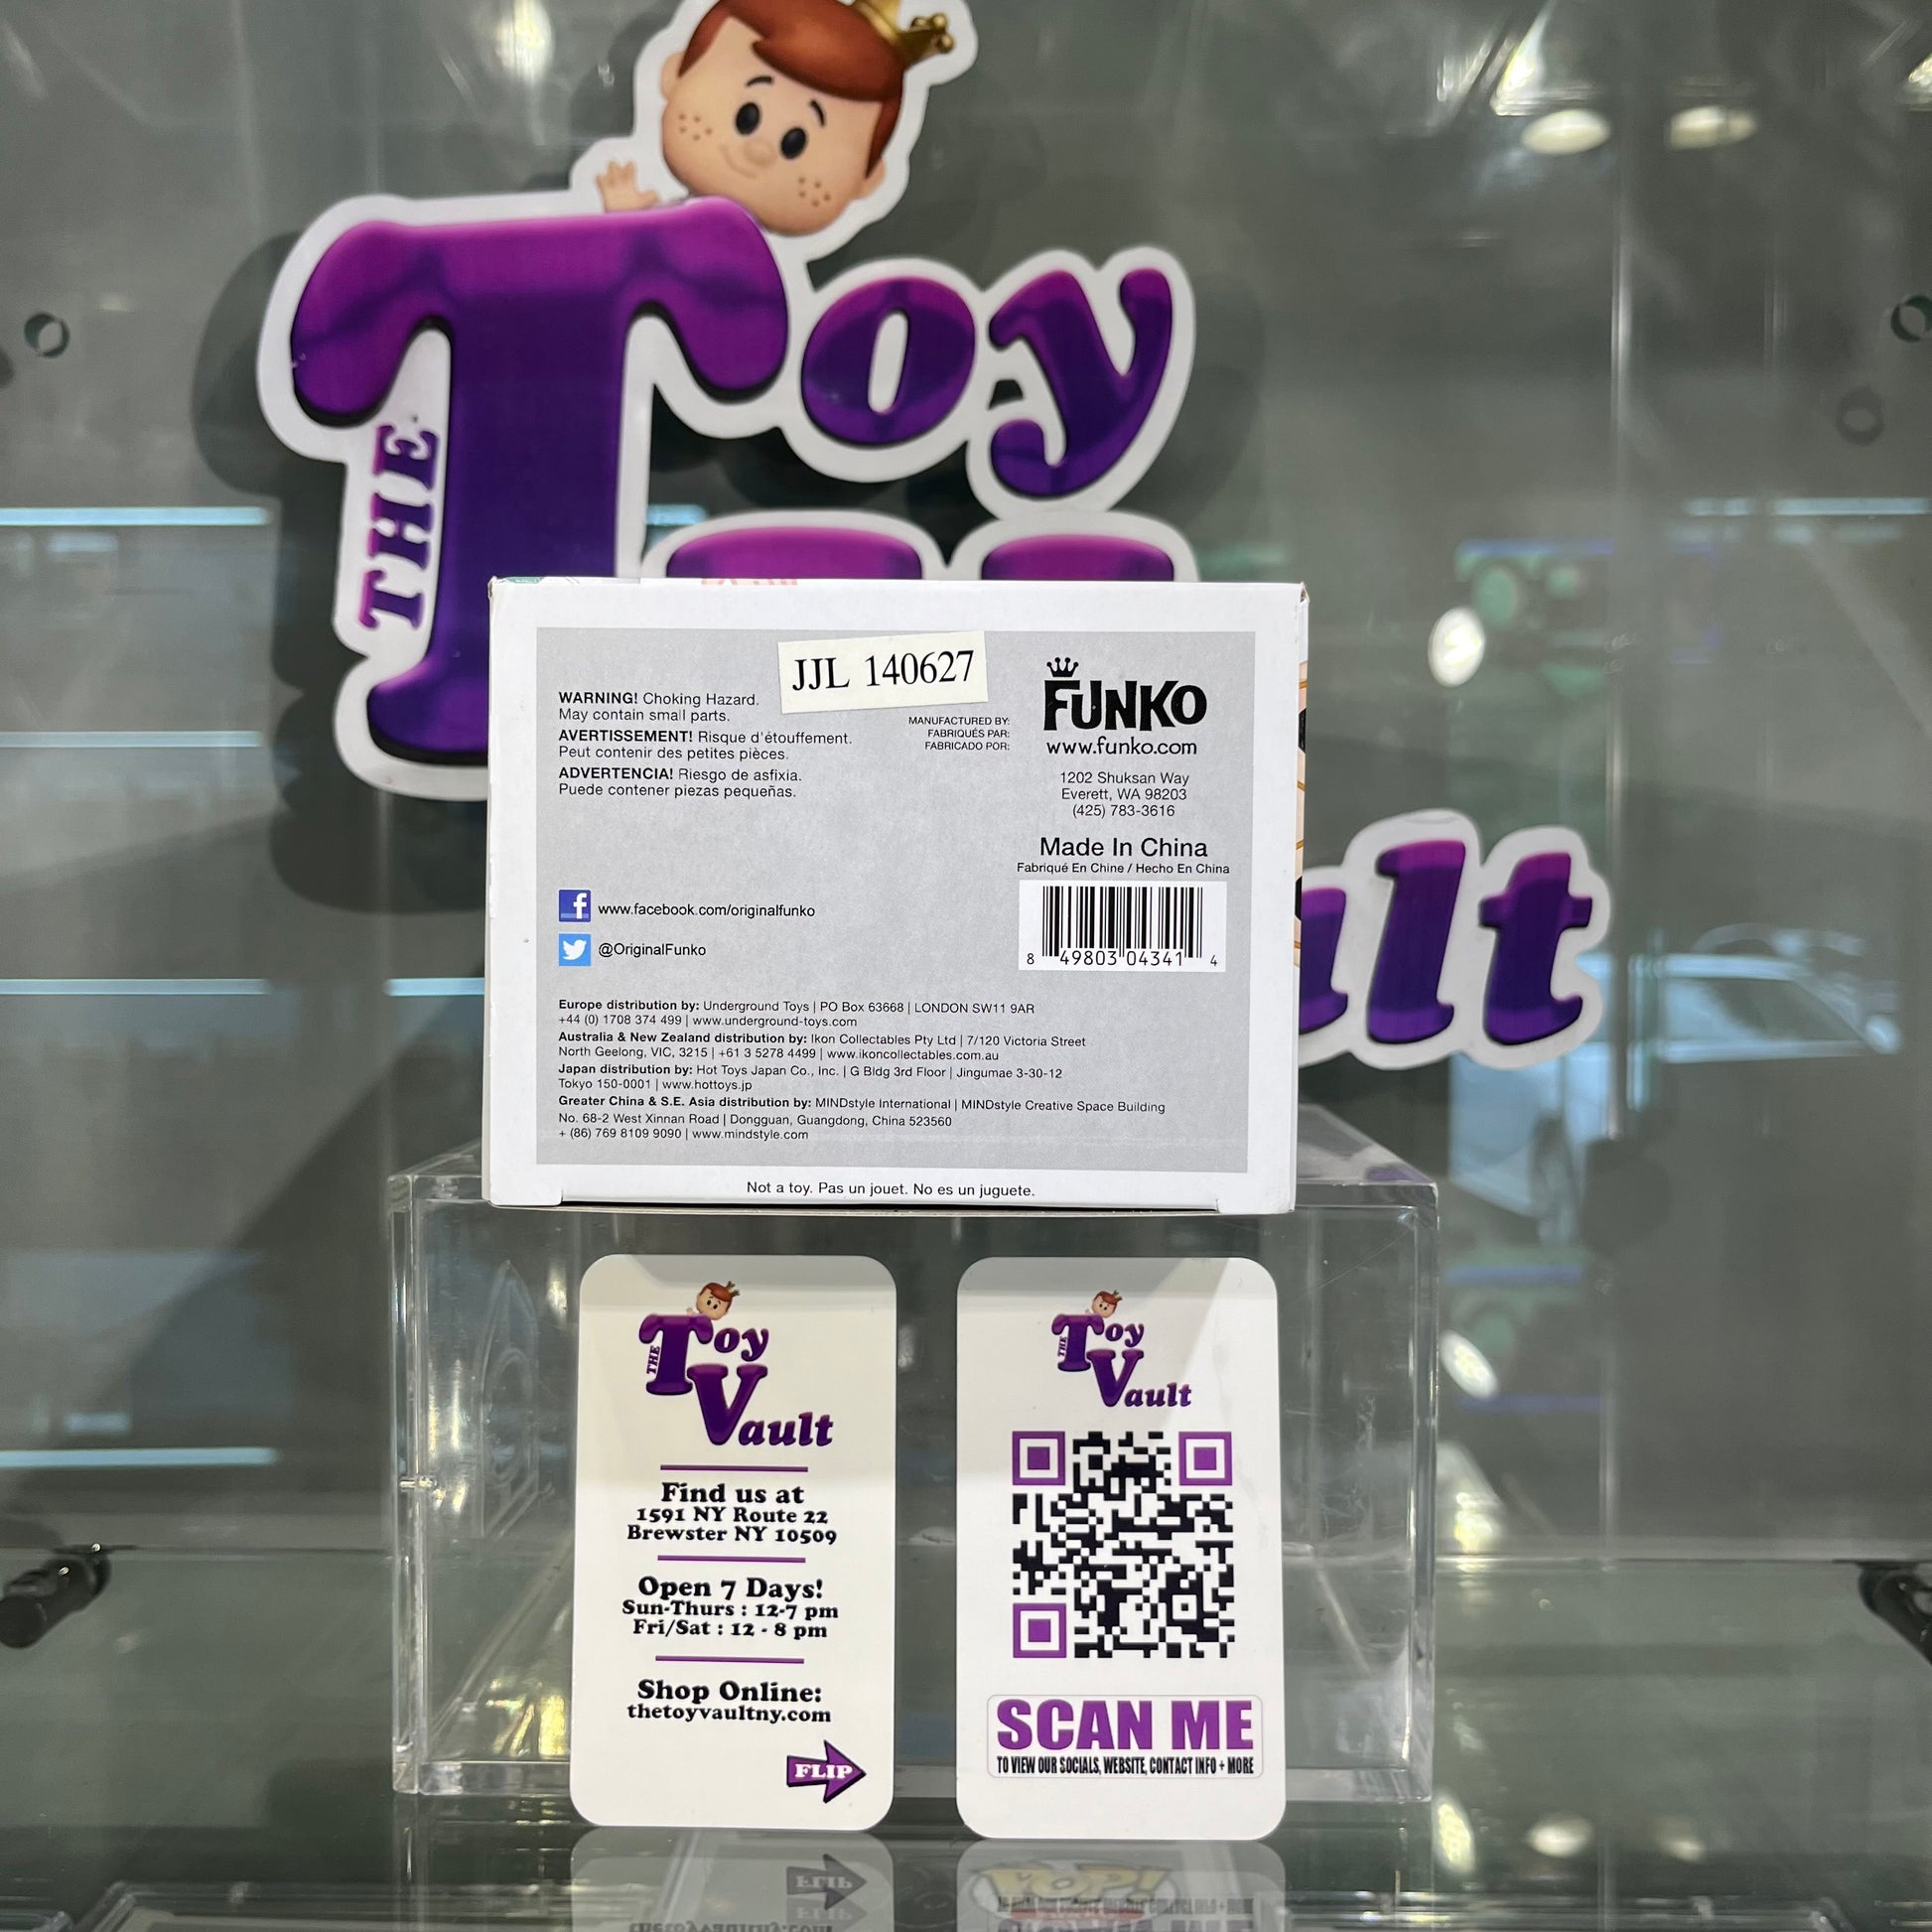 THE Toy
ult
JJL 140627
WARNING! Choking Hazard.
May contain small parts.
AVERTISSEMENT! Risque d'étouffement.
Peut contenir des petites pièces.
ADVERTENCIA! Riesgo de asfixia.
Puede contener piezas pequeñas.
MANUFACTURED BY:
FABRIQUÉS PAR:
FABRICADO POR:
FUNKO
www.funko.com
1202 Shuksan Way
Everett, WA 98203
(425) 783-3616
Made In China
Fabriqué En Chine / Hecho En China
8 49803 04341 4
f www.facebook.com/originalfunko
@OriginalFunko
Europe distribution by: Underground Toys | PO Box 63668 | LONDON SW11 9AR
+44 (0) 1708 374 499 | www.underground-toys.com
Australia & New Zealand distribution by: Ikon Collectables Pty Ltd | 7/120 Victoria Street
North Geelong, VIC, 3215 | +61 3 5278 4499 | www.ikoncollectables.com.au
Japan distribution by: Hot Toys Japan Co., Inc. | G Bldg 3rd Floor | Jingumae 3-30-12
Tokyo 150-0001 | www.hottoys.jp
Greater China & S.E. Asia distribution by: MINDstyle International | MINDstyle Creative Space Building
No. 68-2 West Xinnan Road | Dongguan, Guangdong, China 523560
+ (86) 769 8109 9090 | www.mindstyle.com
Not a toy. Pas un jouet. No es un juguete.
THE Toy
Vault
Find us at
1591 NY Route 22
Brewster NY 10509
Open 7 Days!
Sun-Thurs : 12-7 pm
Fri/Sat : 12 - 8 pm
Shop Online:
thetoyvaultny.com
FLIP
THE Toy
Vault
SCAN ME
TO VIEW OUR SOCIALS, WEBSITE, CONTACT INFO + MORE
POP!